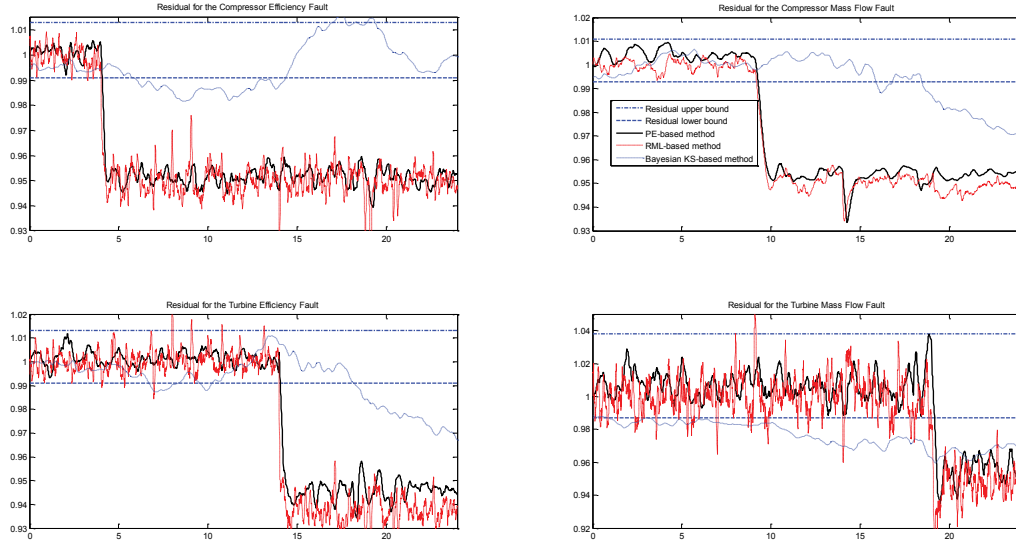 Residual for the Compressor Efficiency Fault
1.01
1
0.99
0.98
0.97
0.96
0.95
0.94
0.93
0 5 10 15 20
Residual for the Compressor Mass Flow Fault
1.02
1.01
1
0.99
0.98
0.97
0.96
0.95
0.94
0.93
0 5 10 15 20
Residual upper bound
Residual lower bound
PE-based method
RML-based method
Bayesian KS-based method
Residual for the Turbine Efficiency Fault
1.02
1.01
1
0.99
0.98
0.97
0.96
0.95
0.94
0.93
0 5 10 15 20
Residual for the Turbine Mass Flow Fault
1.04
1.02
1
0.98
0.96
0.94
0.92
0 5 10 15 20